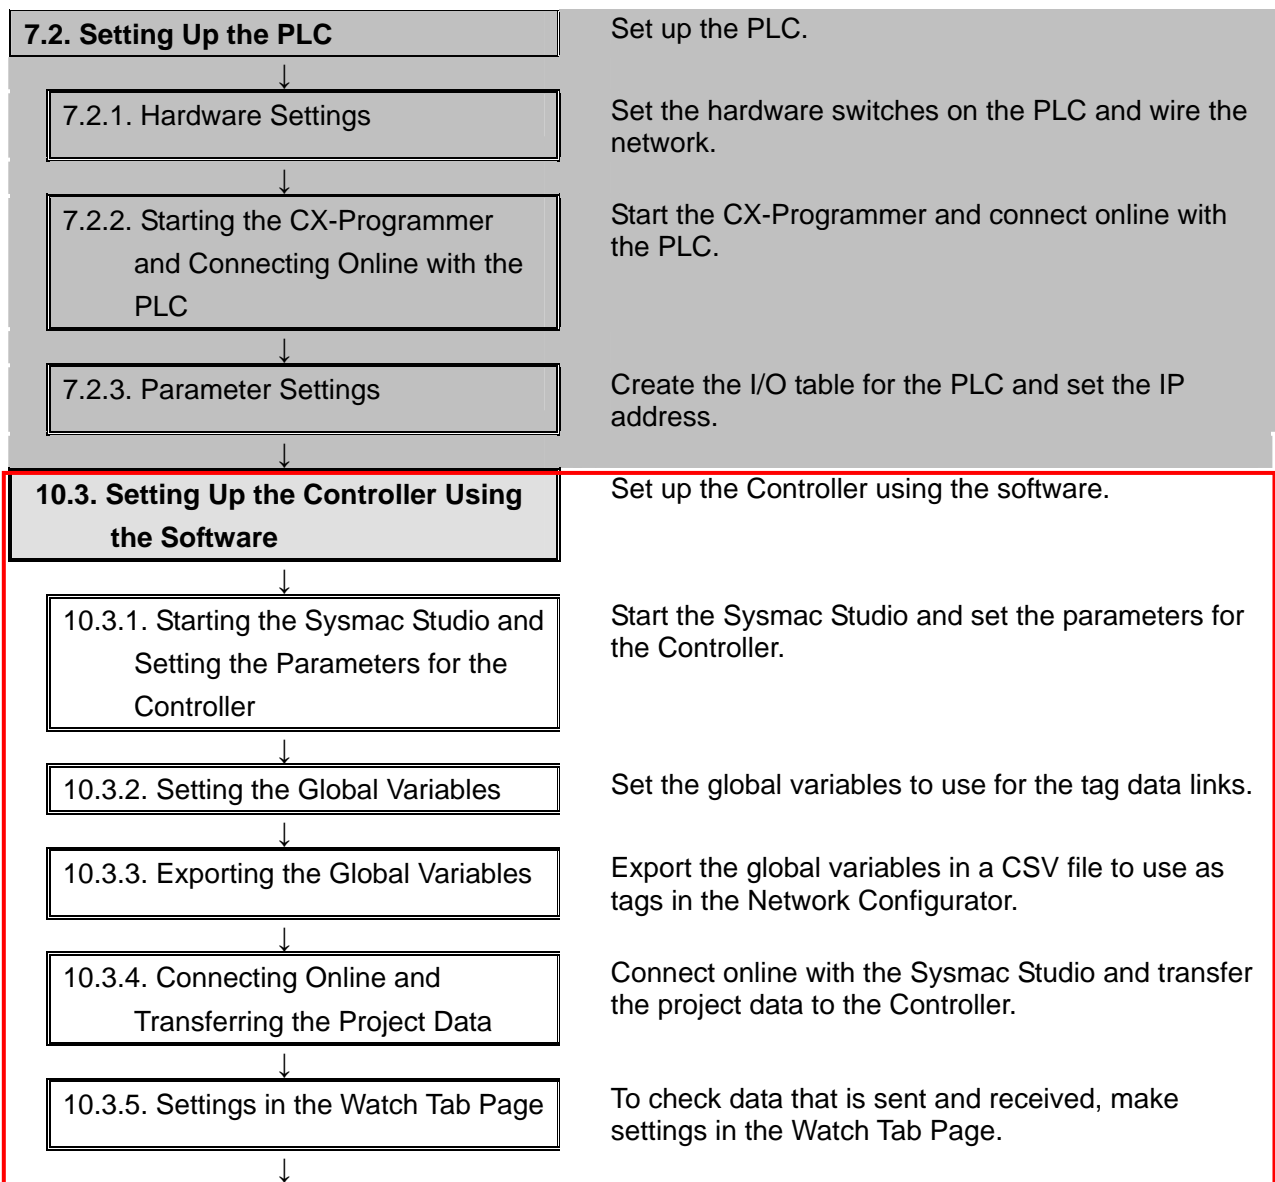 7.2. Setting Up the PLC
Set up the PLC.
↓
7.2.1. Hardware Settings
Set the hardware switches on the PLC and wire the
network.
↓
7.2.2. Starting the CX-Programmer
and Connecting Online with the
PLC
Start the CX-Programmer and connect online with
the PLC.
↓
7.2.3. Parameter Settings
Create the I/O table for the PLC and set the IP
address.
↓
10.3. Setting Up the Controller Using
the Software
Set up the Controller using the software.
↓
10.3.1. Starting the Sysmac Studio and
Setting the Parameters for the
Controller
Start the Sysmac Studio and set the parameters for
the Controller.
↓
10.3.2. Setting the Global Variables
Set the global variables to use for the tag data links.
↓
10.3.3. Exporting the Global Variables
Export the global variables in a CSV file to use as
tags in the Network Configurator.
↓
10.3.4. Connecting Online and
Transferring the Project Data
Connect online with the Sysmac Studio and transfer
the project data to the Controller.
↓
10.3.5. Settings in the Watch Tab Page
To check data that is sent and received, make
settings in the Watch Tab Page.
↓